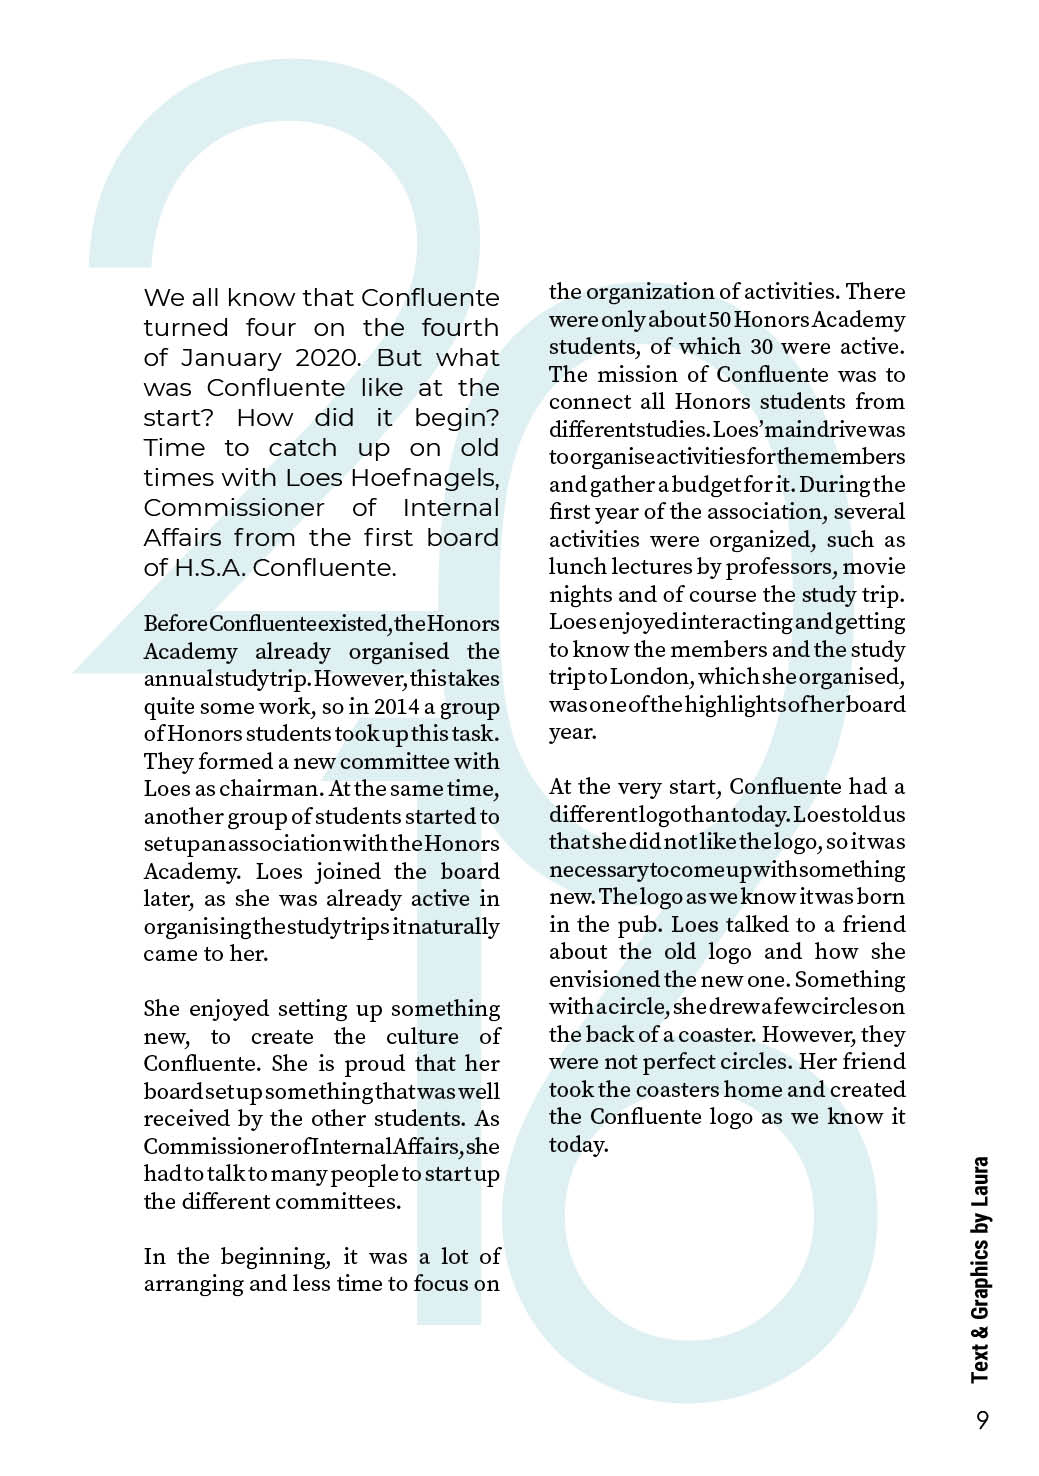 2016
We all know that Confluente
turned four on the fourth
of January 2020. But what
was Confluente like at the
start? How did it begin?
Time to catch up on old
times with Loes Hoefnagels,
Commissioner of Internal
Affairs from the first board
of H.S.A. Confluente.
Before Confluente existed, the Honors
Academy already organised the
annual study trip. However, this takes
quite some work, so in 2014 a group
of Honors students took up this task.
They formed a new committee with
Loes as chairman. At the same time,
another group of students started to
set up an association with the Honors
Academy. Loes joined the board
later, as she was already active in
organising the study trips it naturally
came to her.
She enjoyed setting up something
new, to create the culture of
Confluente. She is proud that her
board set up something that was well
received by the other students. As
Commissioner of Internal Affairs, she
had to talk to many people to start up
the different committees.
In the beginning, it was a lot of
arranging and less time to focus on
the organization of activities. There
were only about 50 Honors Academy
students, of which 30 were active.
The mission of Confluente was to
connect all Honors students from
different studies. Loes' main drive was
to organise activities for the members
and gather a budget for it. During the
first year of the association, several
activities were organized, such as
lunch lectures by professors, movie
nights and of course the study trip.
Loes enjoyed interacting and getting
to know the members and the study
trip to London, which she organised,
was one of the highlights of her board
year.
At the very start, Confluente had a
different logo than today. Loes told us
that she did not like the logo, so it was
necessary to come up with something
new. The logo as we know it was born
in the pub. Loes talked to a friend
about the old logo and how she
envisioned the new one. Something
with a circle, she drew a few circles on
the back of a coaster. However, they
were not perfect circles. Her friend
took the coasters home and created
the Confluente logo as we know it
today.
Text & Graphics by Laura
9